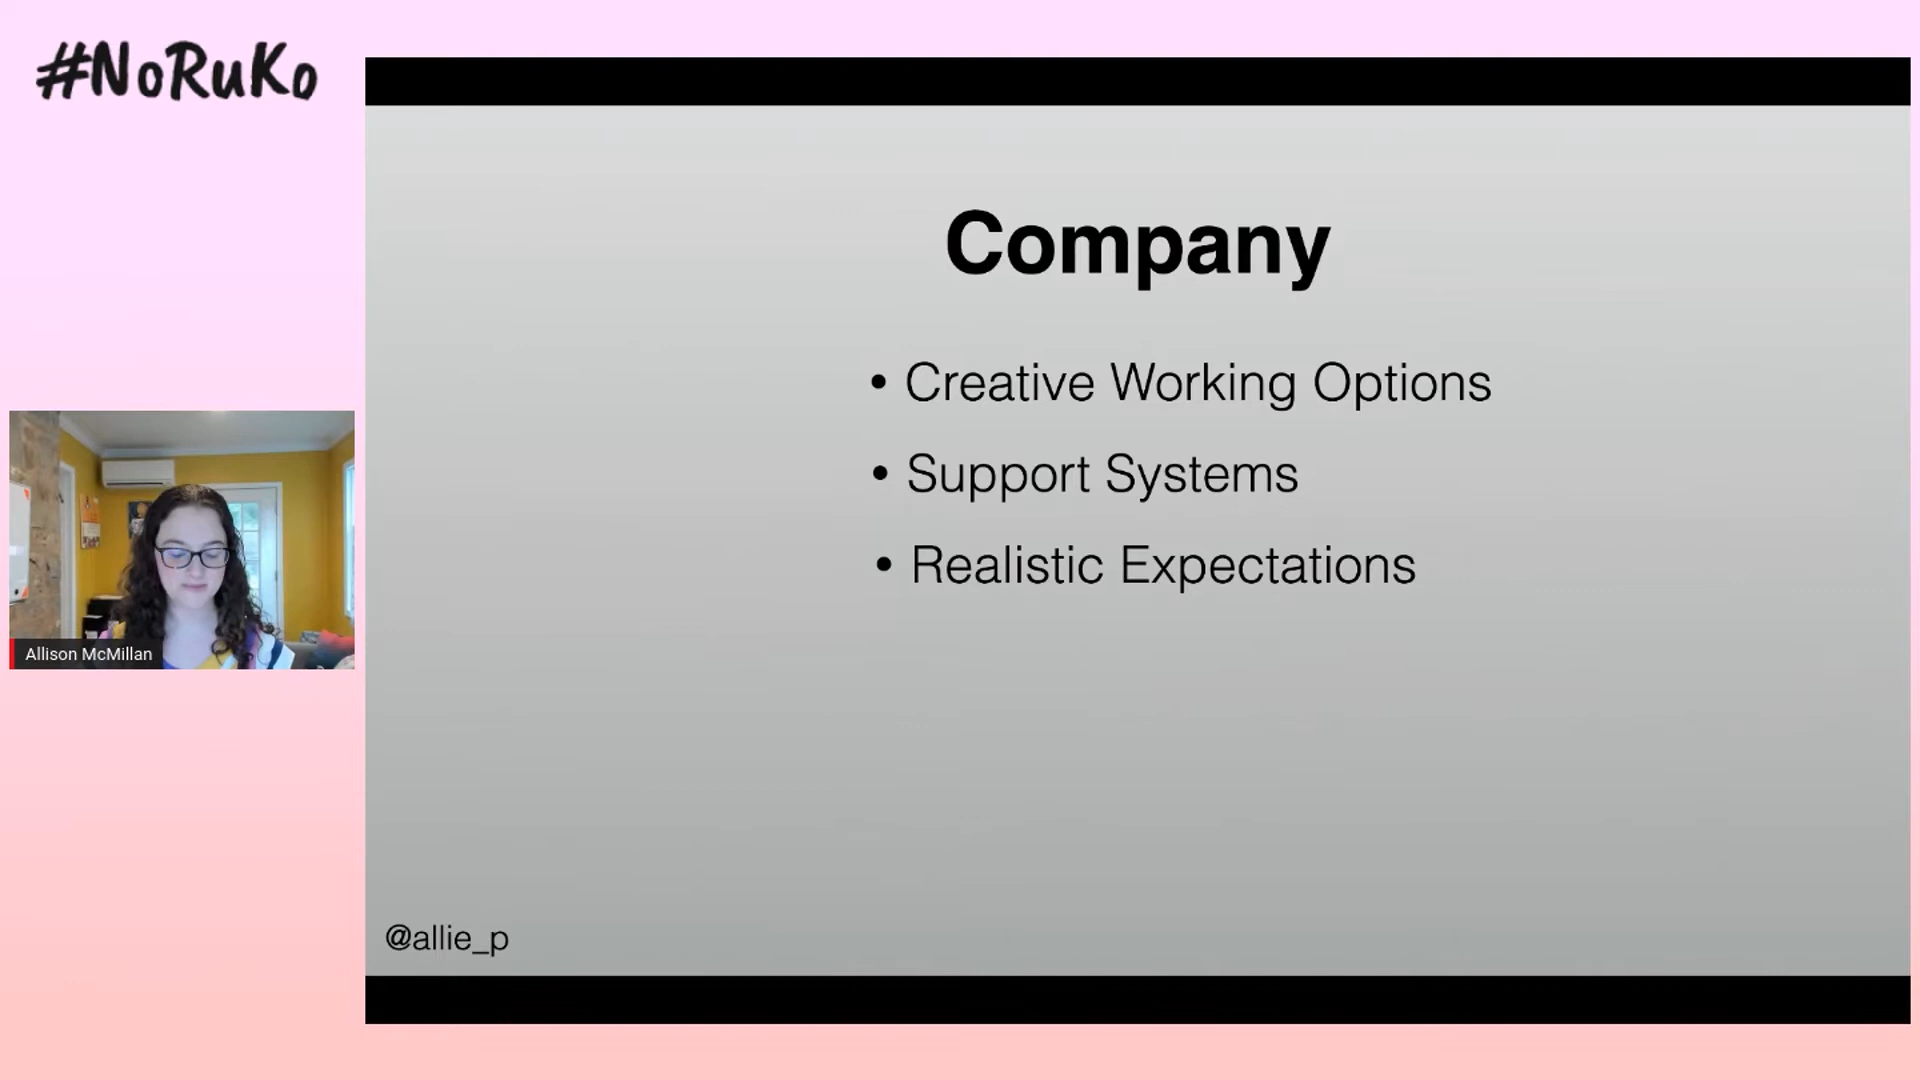 #NoRuKo
Company
• Creative Working Options
• Support Systems
• Realistic Expectations
Allison McMillan
@allie_p